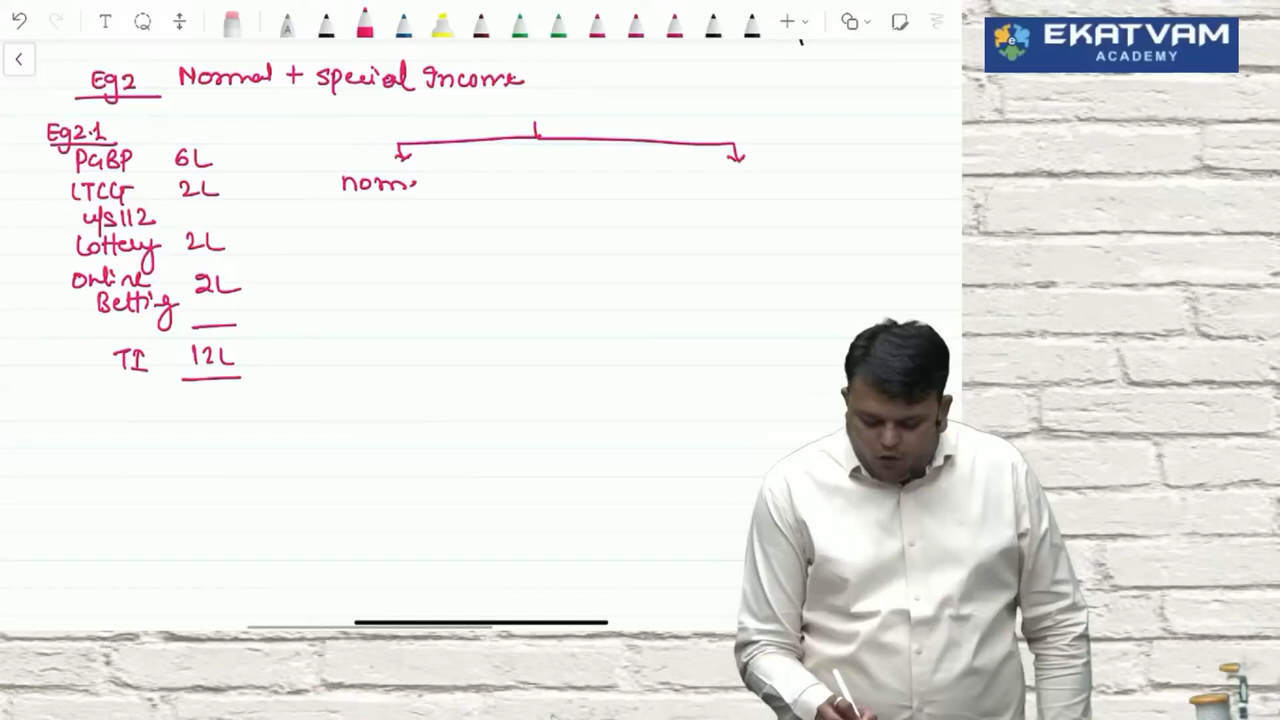 EKATVAM
ACADEMY
Eg2 Normal + special Income
Eg2.1
PGBP 6L
LTCG 2L
u/s 112
Lottery 2L
Online 2L
Betting
TI 12L
norm.